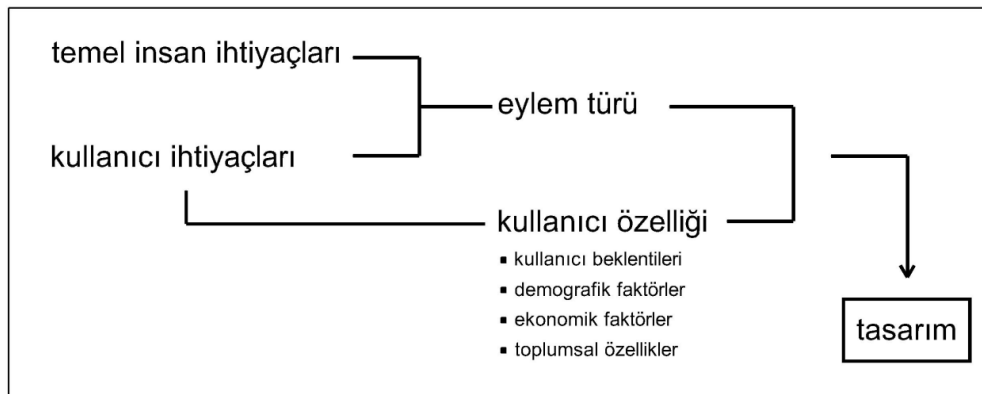 temel insan ihtiyaçları
eylem türü
kullanıcı ihtiyaçları
kullanıcı özelliği
▪ kullanıcı beklentileri
▪ demografik faktörler
▪ ekonomik faktörler
▪ toplumsal özellikler
tasarım